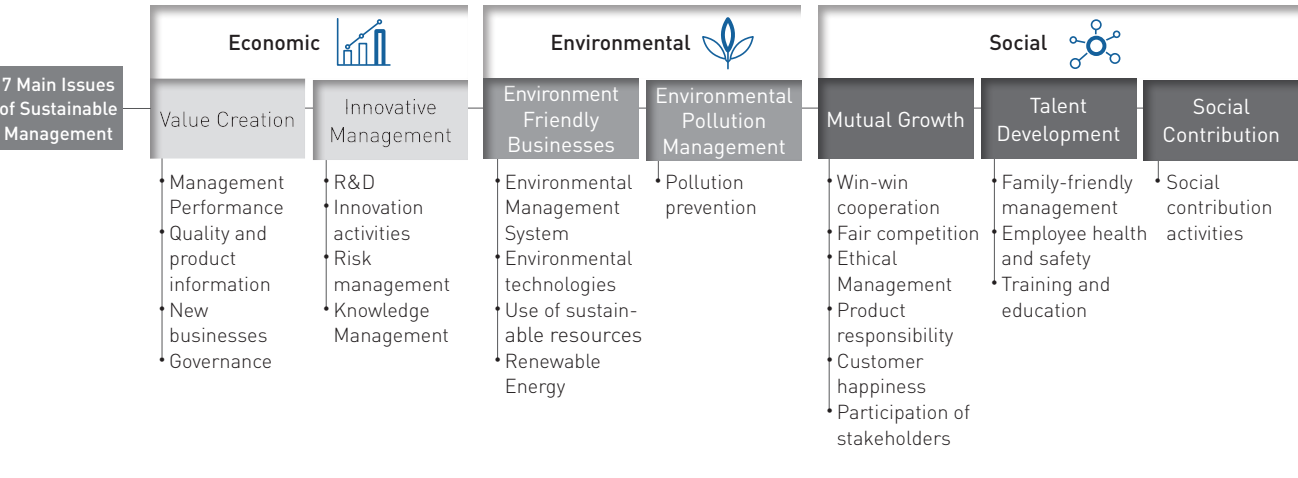 7 Main Issues
of Sustainable
Management
Economic
Value Creation
Management
Performance
Quality and
product
information
New
businesses
Governance
Innovative
Management
R&D
Innovation
activities
Risk
management
Knowledge
Management
Environmental
Environment
Friendly
Businesses
Environmental
Management
System
Environmental
technologies
Use of sustain-
able resources
Renewable
Energy
Environmental
Pollution
Management
Pollution
prevention
Social
Mutual Growth
Win-win
cooperation
Fair competition
Ethical
Management
Product
responsibility
Customer
happiness
Participation of
stakeholders
Talent
Development
Family-friendly
management
Employee health
and safety
Training and
education
Social
Contribution
Social
contribution
activities